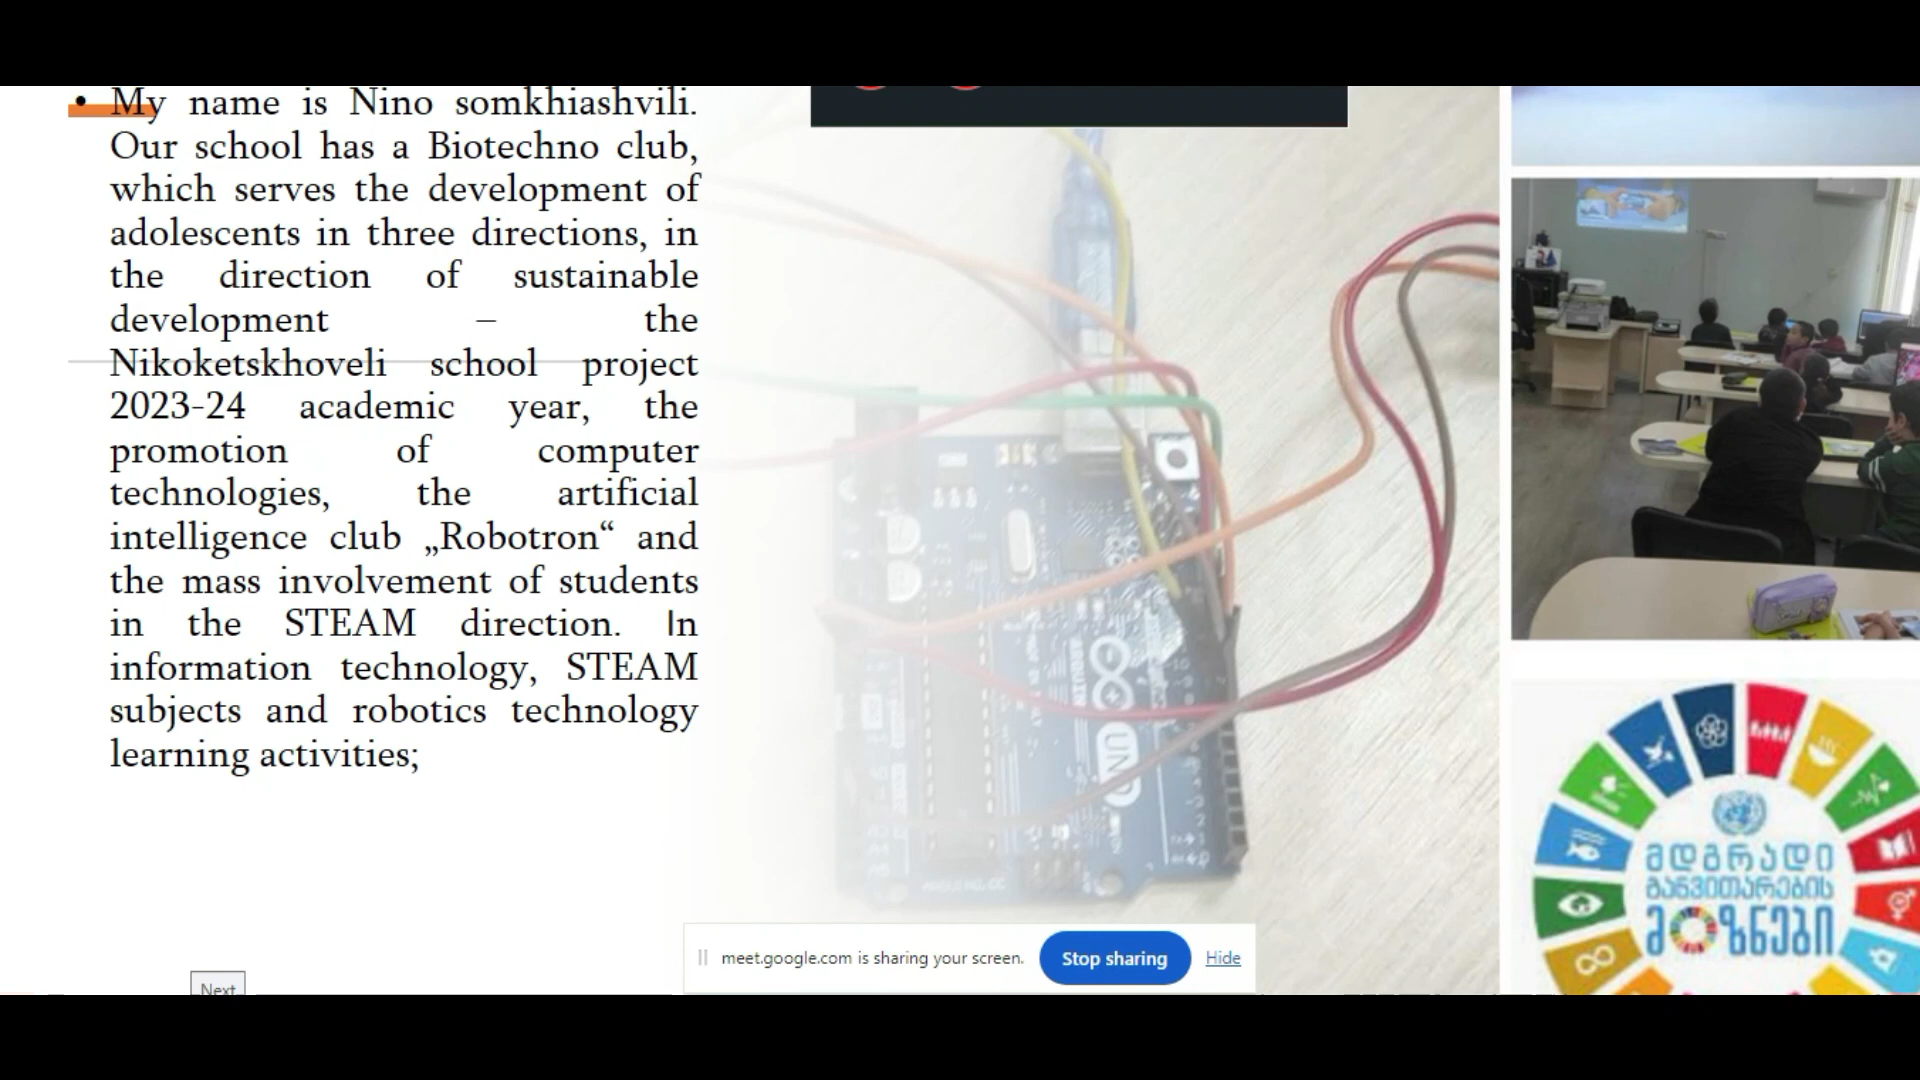 • My name is Nino somkhiashvili.
Our school has a Biotechno club,
which serves the development of
adolescents in three directions, in
the direction of sustainable
development – the
Nikoketskhoveli school project
2023-24 academic year, the
promotion of computer
technologies, the artificial
intelligence club „Robotron“ and
the mass involvement of students
in the STEAM direction. In
information technology, STEAM
subjects and robotics technology
learning activities;
ARDUINO
UNO
მდგრადი
განვითარების
მიზნები
meet.google.com is sharing your screen.
Stop sharing
Hide
Next